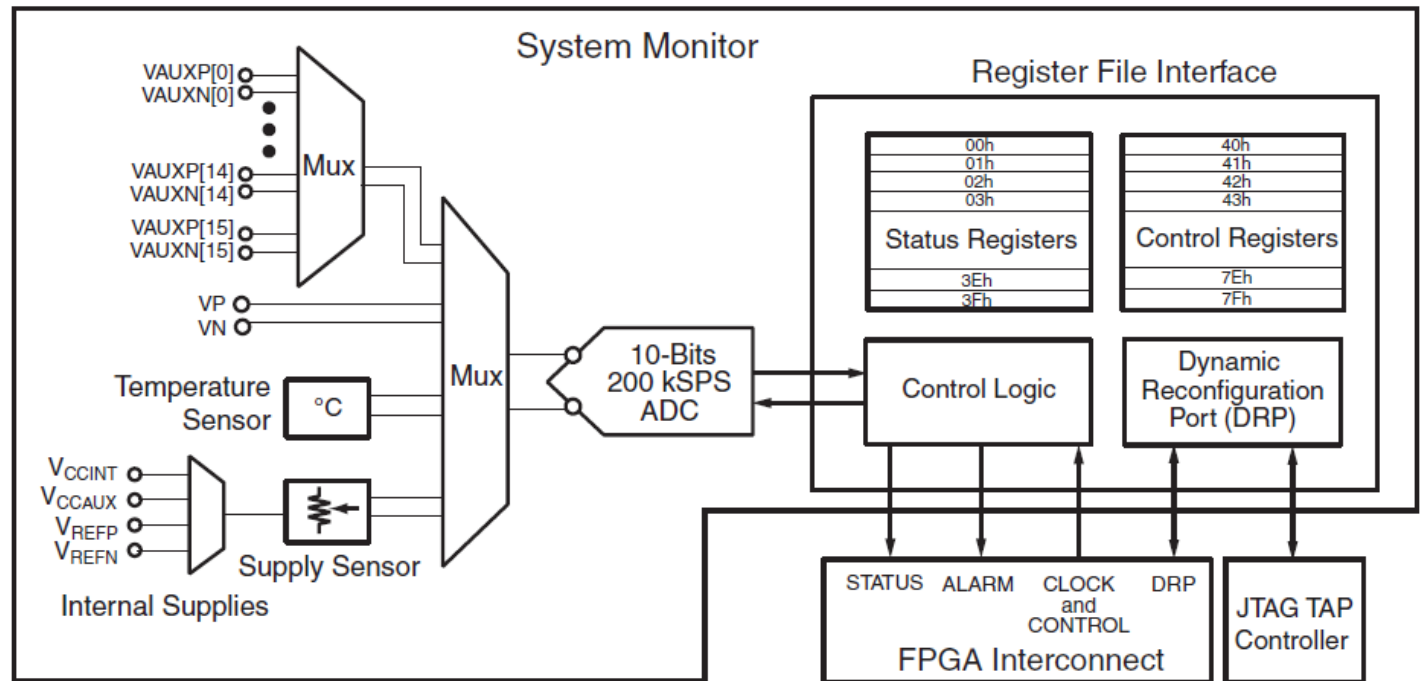 System Monitor
VAUXP[0]
VAUXN[0]
VAUXP[14]
VAUXN[14]
VAUXP[15]
VAUXN[15]
Mux
VP
VN
Temperature
Sensor
°C
VCCINT
VCCAUX
VREFP
VREFN
Internal Supplies
Supply Sensor
Mux
10-Bits
200 kSPS
ADC
Register File Interface
00h
01h
02h
03h
Status Registers
3Eh
3Fh
40h
41h
42h
43h
Control Registers
7Eh
7Fh
Control Logic
Dynamic
Reconfiguration
Port (DRP)
STATUS
ALARM
CLOCK
and
CONTROL
DRP
FPGA Interconnect
JTAG TAP
Controller